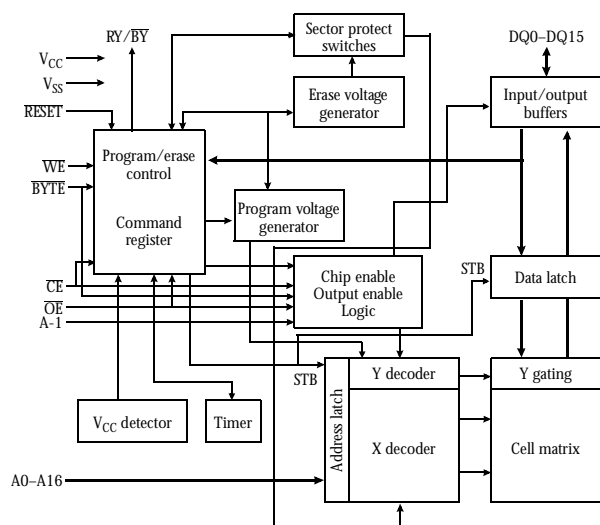 RY/BY
Sector protect
switches
DQ0–DQ15
VCC
VSS
RESET
Erase voltage
generator
Input/output
buffers
Program/erase
control
WE
BYTE
Command
register
Program voltage
generator
Chip enable
Output enable
Logic
STB
Data latch
CE
OE
A-1
STB
Address latch
Y decoder
Y gating
VCC detector
Timer
X decoder
Cell matrix
A0–A16